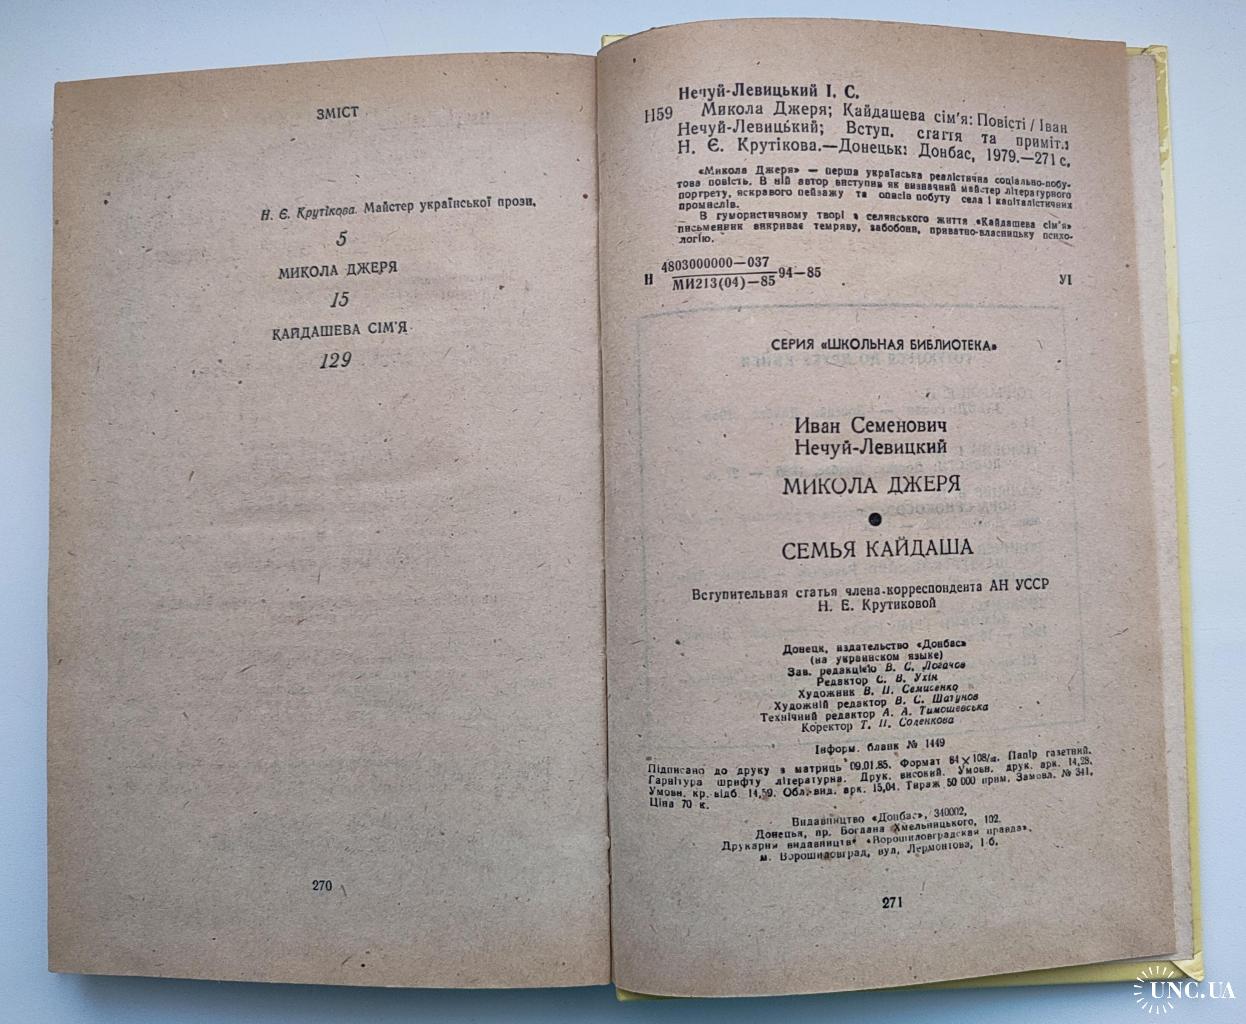 ЗМІСТ
Н. Є. Крутікова. Майстер української прози.
5
МИКОЛА ДЖЕРЯ
15
КАЙДАШЕВА СІМ'Я
129
270
Нечуй-Левицький І. С.
Н59 Микола Джеря; Кайдашева сім'я: Повісті / Іван
Нечуй-Левицький; Вступ. стаття та приміт.:
Н. Є. Крутікова.—Донецьк: Донбас, 1979.—271 с.
«Микола Джеря» — перша українська реалістична соціально-побу-
това повість. В ній автор виступив як визначний майстер літературного
портрету, яскравого пейзажу та описів побуту села і капіталістичних
промислів.
В гумористичному творі з селянського життя «Кайдашева сім'я»
письменник викриває темряву, забобони, приватно-власницьку психо-
логію.
Н 4803000000—037
МИ213(04)—85 94—85 УІ
СЕРИЯ «ШКОЛЬНАЯ БИБЛИОТЕКА»
Иван Семенович
Нечуй-Левицкий
МИКОЛА ДЖЕРЯ
●
СЕМЬЯ КАЙДАША
Вступительная статья члена-корреспондента АН УССР
Н. Е. Крутиковой
Донецк, издательство «Донбас»
(на украинском языке)
Зав. редакцією В. С. Логачов
Редактор С. В. Ухін
Художник В. И. Семисенко
Художній редактор В. С. Шатунов
Технічний редактор А. А. Тимошевська
Коректор Т. П. Соленкова
Інформ. бланк № 1449
Підписано до друку з матриць 09.01.85. Формат 84×108/32. Папір газетний.
Гарнітура шрифту літературна. Друк. високий. Умовн. друк. арк. 14,28.
Умовн. кр. відб. 14,59. Обл.-вид. арк. 15,04. Тираж 50 000 прим. Замовл. № 341.
Ціна 70 к.
Видавництво «Донбас», 340002,
Донецьк, пр. Богдана Хмельницького, 102.
Друкарня видавництва «Ворошиловградская правда»,
м. Ворошиловград, вул. Лермонтова, 1-б.
271
UNC.UA